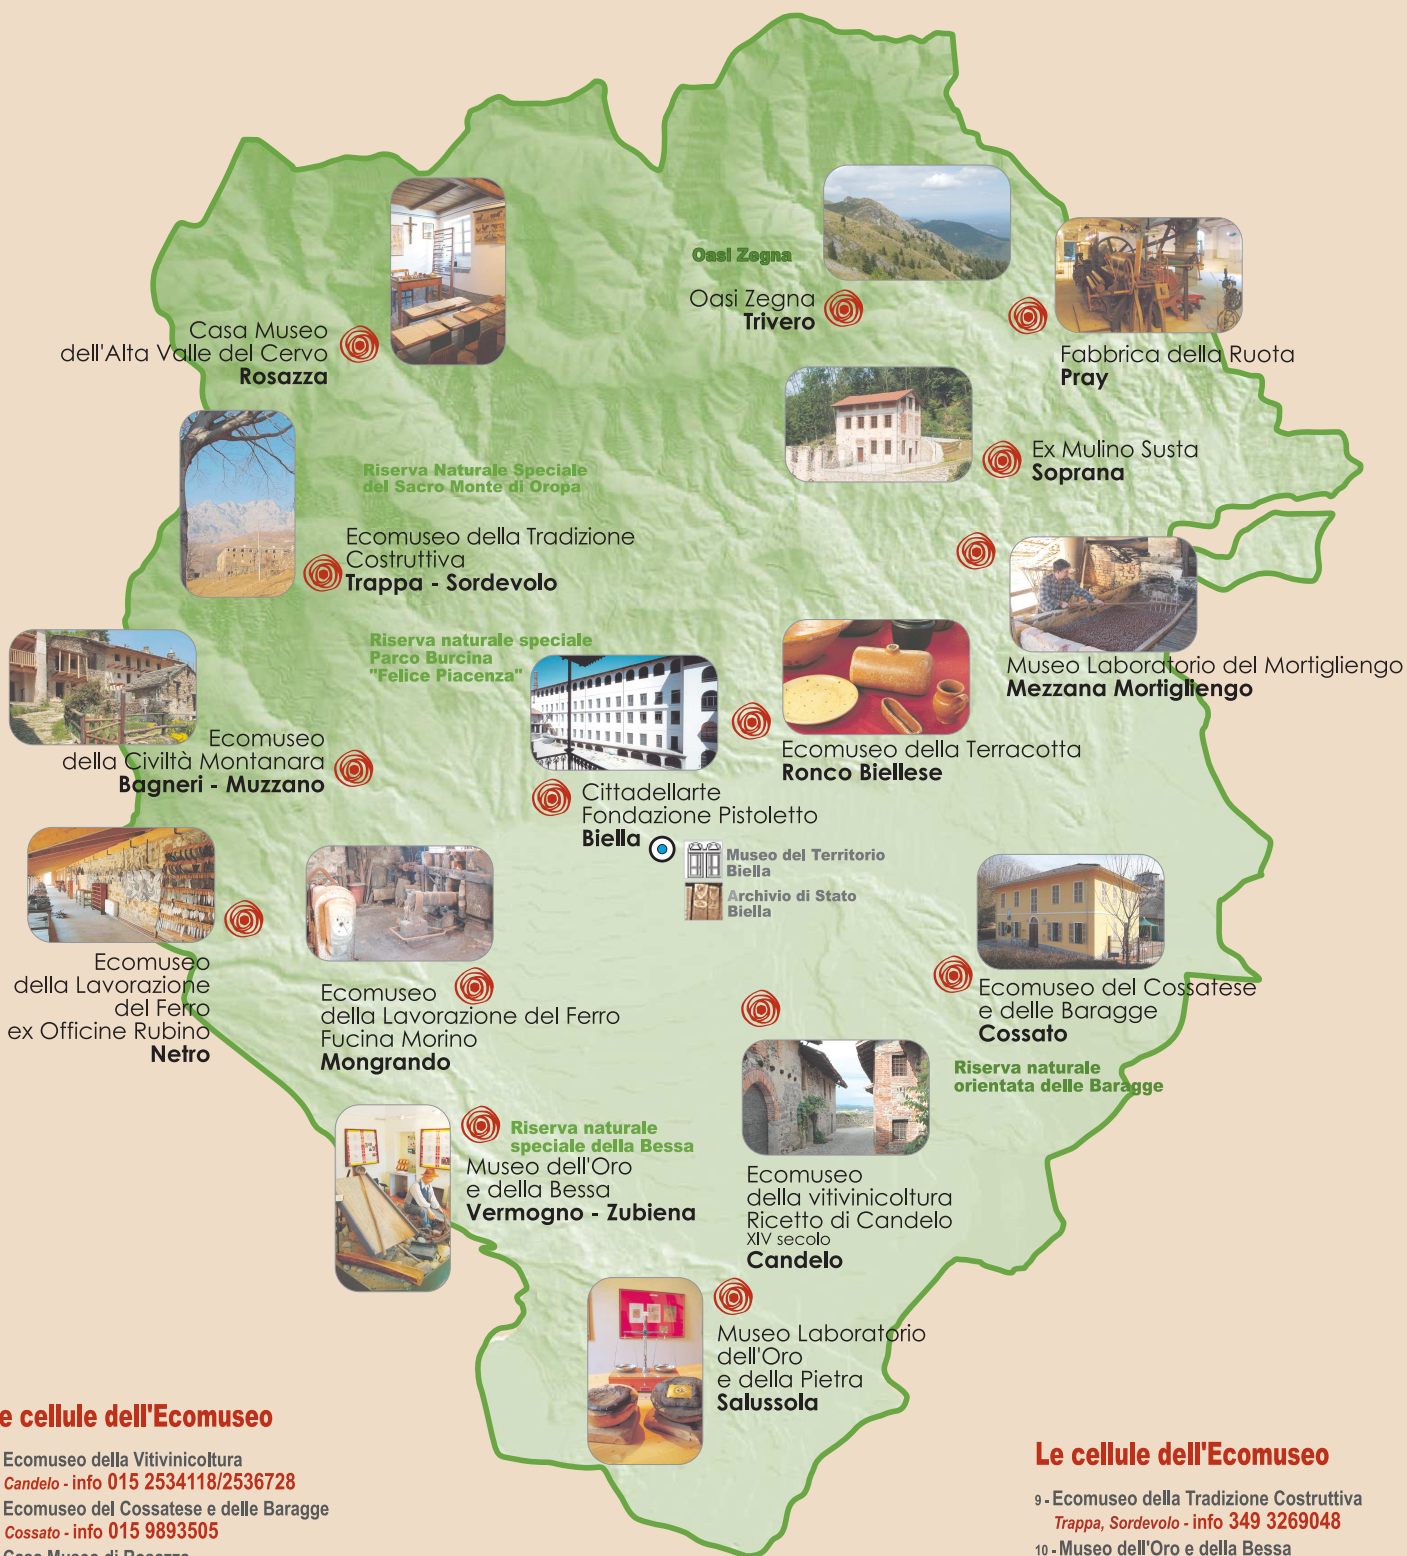 Oasi Zegna
Oasi Zegna
Trivero
Casa Museo
dell'Alta Valle del Cervo
Rosazza
Fabbrica della Ruota
Pray
Ex Mulino Susta
Soprana
Riserva Naturale Speciale
del Sacro Monte di Oropa
Ecomuseo della Tradizione
Costruttiva
Trappa - Sordevolo
Museo Laboratorio del Mortigliengo
Mezzana Mortigliengo
Riserva naturale speciale
Parco Burcina
"Felice Piacenza"
Ecomuseo
della Civiltà Montanara
Bagneri - Muzzano
Ecomuseo della Terracotta
Ronco Biellese
Cittadellarte
Fondazione Pistoletto
Biella
Museo del Territorio
Biella
Archivio di Stato
Biella
Ecomuseo
della Lavorazione
del Ferro
ex Officine Rubino
Netro
Ecomuseo
della Lavorazione del Ferro
Fucina Morino
Mongrando
Ecomuseo del Cossatese
e delle Baragge
Cossato
Riserva naturale
orientata delle Baragge
Riserva naturale
speciale della Bessa
Museo dell'Oro
e della Bessa
Vermogno - Zubiena
Ecomuseo
della vitivinicoltura
Ricetto di Candelo
XIV secolo
Candelo
Museo Laboratorio
dell'Oro
e della Pietra
Salussola
e cellule dell'Ecomuseo
Ecomuseo della Vitivinicoltura
Candelo - info 015 2534118/2536728
Ecomuseo del Cossatese e delle Baragge
Cossato - info 015 9893505
Casa Museo di Rosazza
Le cellule dell'Ecomuseo
9 - Ecomuseo della Tradizione Costruttiva
Trappa, Sordevolo - info 349 3269048
10 - Museo dell'Oro e della Bessa